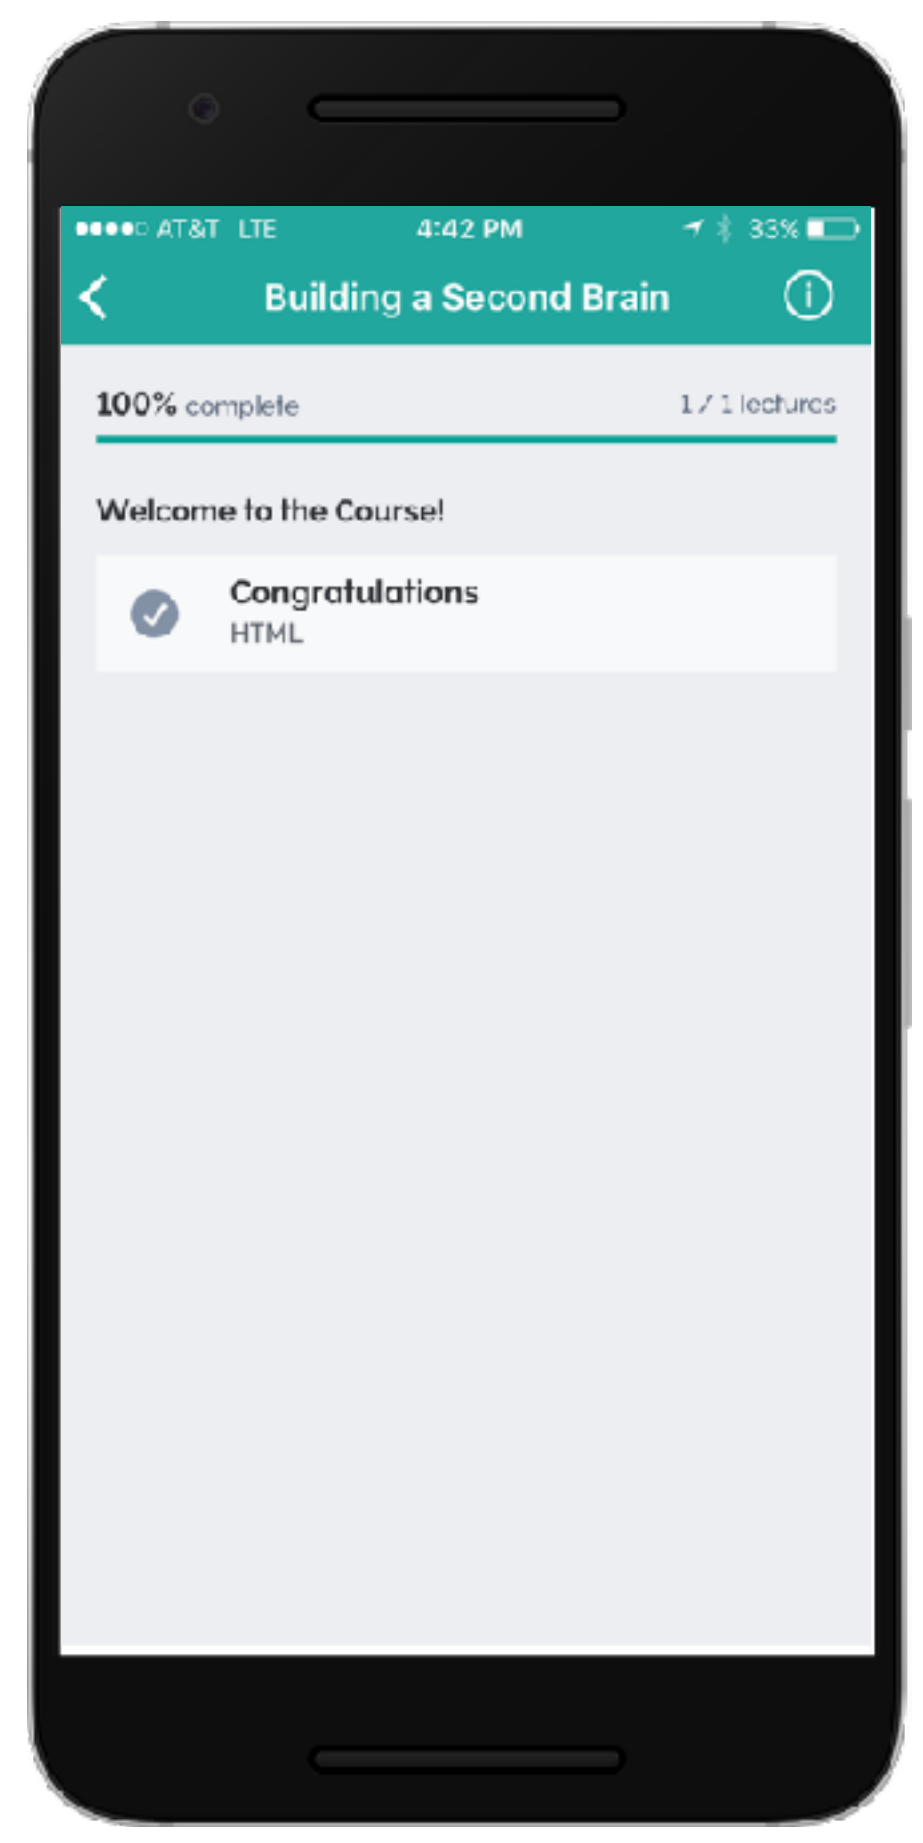 AT&T LTE 4:42 PM 33%
Building a Second Brain
100% complete 1 / 1 lectures
Welcome to the Course!
Congratulations
HTML